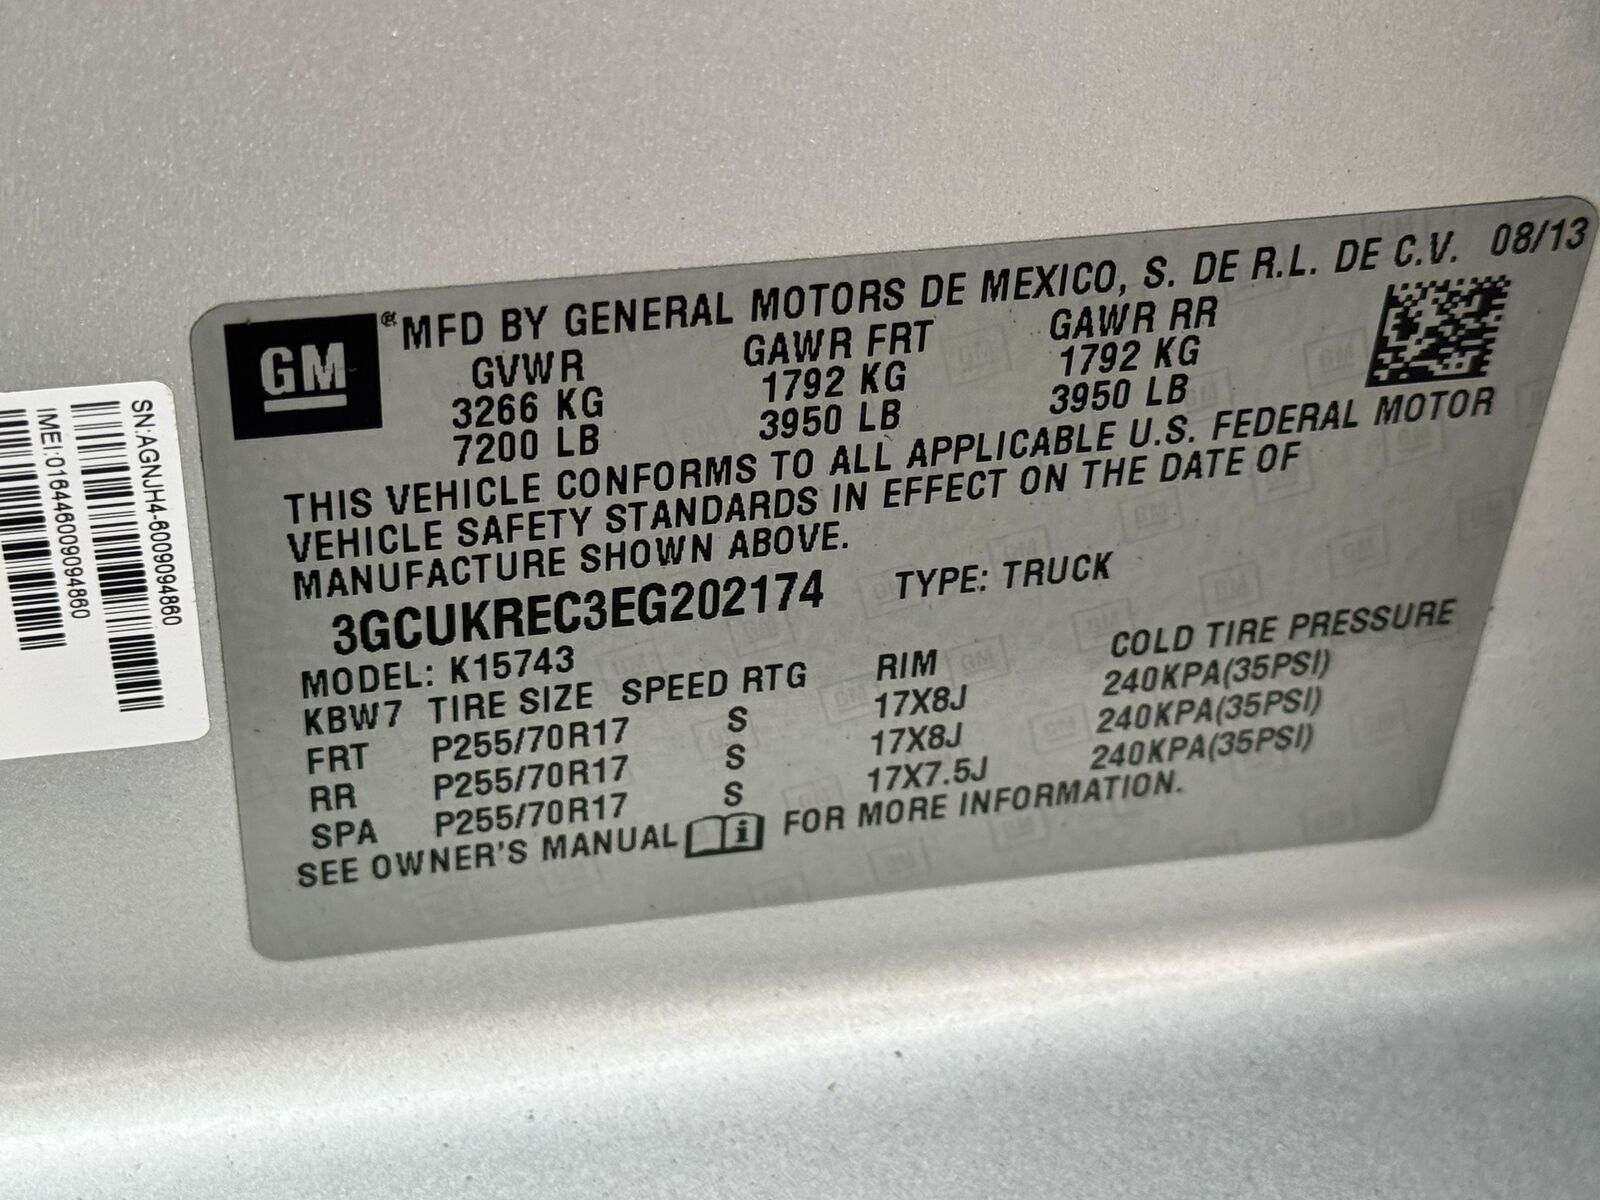 GM
® MFD BY GENERAL MOTORS DE MEXICO, S. DE R.L. DE C.V. 08/13
GVWR GAWR FRT GAWR RR
3266 KG 1792 KG 1792 KG
7200 LB 3950 LB 3950 LB
THIS VEHICLE CONFORMS TO ALL APPLICABLE U.S. FEDERAL MOTOR
VEHICLE SAFETY STANDARDS IN EFFECT ON THE DATE OF
MANUFACTURE SHOWN ABOVE.
3GCUKREC3EG202174 TYPE: TRUCK
MODEL: K15743
KBW7 TIRE SIZE SPEED RTG RIM COLD TIRE PRESSURE
FRT P255/70R17 S 17X8J 240KPA(35PSI)
RR P255/70R17 S 17X8J 240KPA(35PSI)
SPA P255/70R17 S 17X7.5J 240KPA(35PSI)
SEE OWNER'S MANUAL i FOR MORE INFORMATION.
SN:AGNJH4-6009094860
IMEI:016446009094860